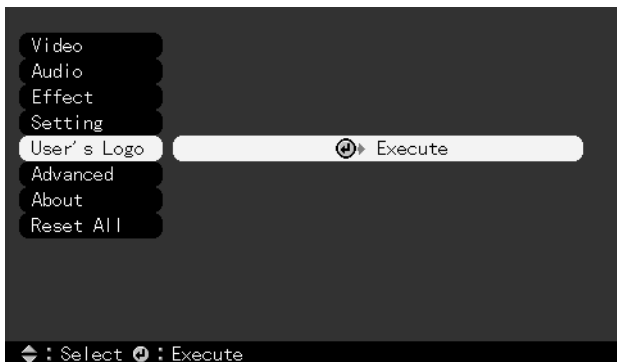 Video
Audio
Effect
Setting
User's Logo
Execute
Advanced
About
Reset All
: Select : Execute